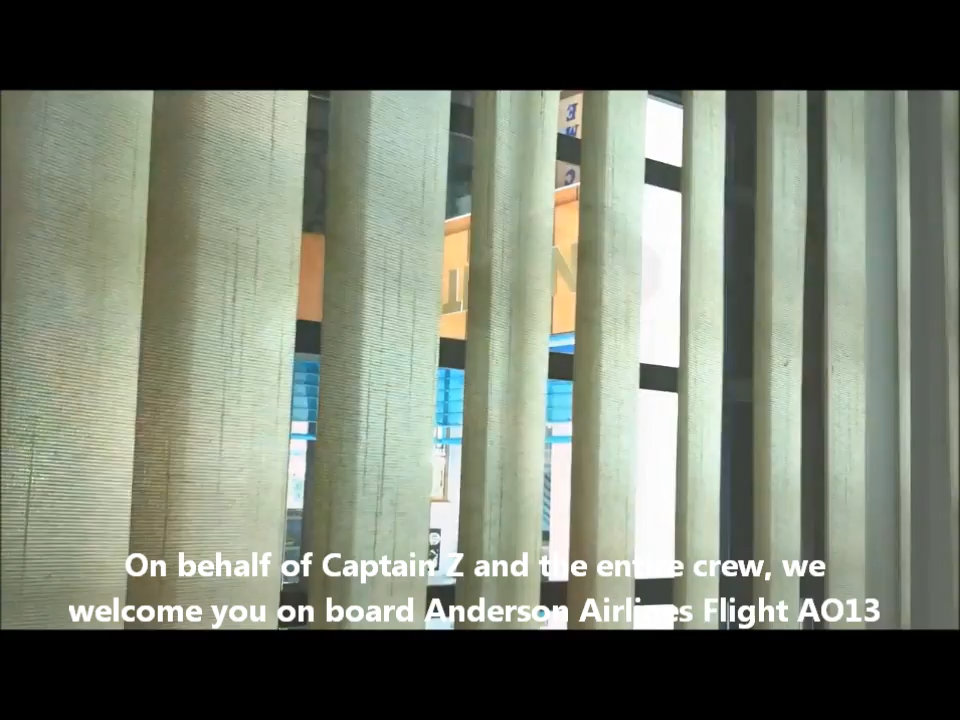 On behalf of Captain Z and the entire crew, we
welcome you on board Anderson Airlines Flight AO13